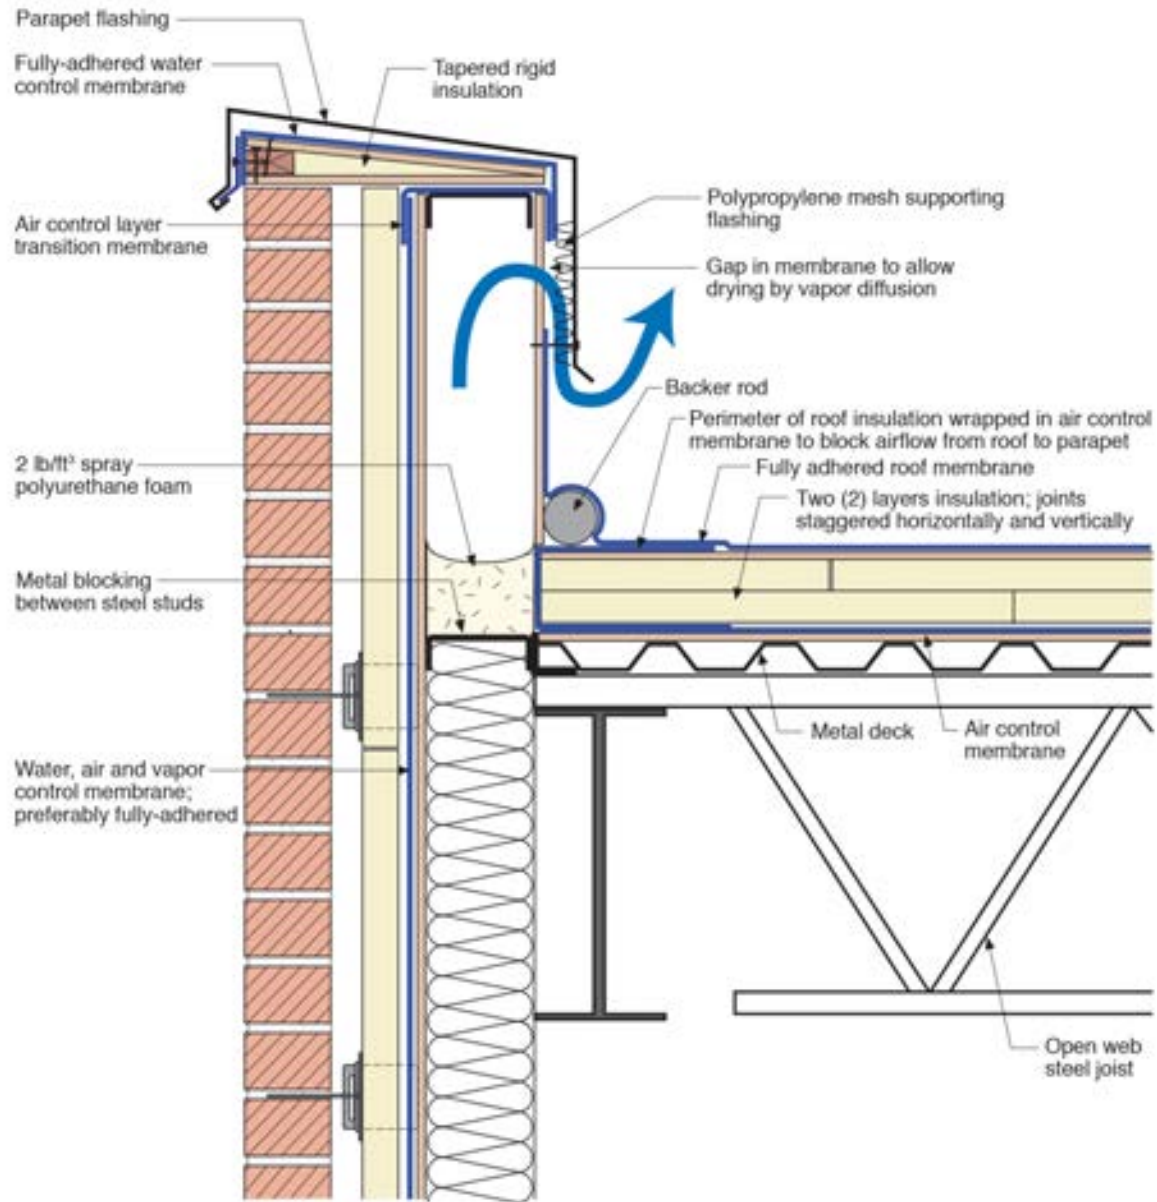 Parapet flashing
Fully-adhered water
control membrane
Tapered rigid
insulation
Polypropylene mesh supporting
flashing
Air control layer
transition membrane
Gap in membrane to allow
drying by vapor diffusion
Backer rod
Perimeter of roof insulation wrapped in air control
membrane to block airflow from roof to parapet
2 lb/ft³ spray
polyurethane foam
Fully adhered roof membrane
Two (2) layers insulation; joints
staggered horizontally and vertically
Metal blocking
between steel studs
Metal deck
Air control
membrane
Water, air and vapor
control membrane;
preferably fully-adhered
Open web
steel joist